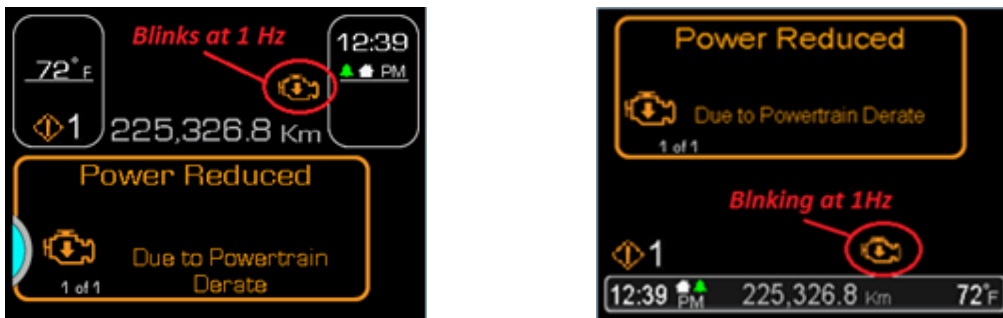 Blinks at 1 Hz
12:39
PM
72°F
1
225,326.8 Km
Power Reduced
Due to Powertrain
Derate
1 of 1
Power Reduced
Due to Powertrain Derate
1 of 1
Blnking at 1Hz
1
12:39 PM 225,326.8 Km 72°F